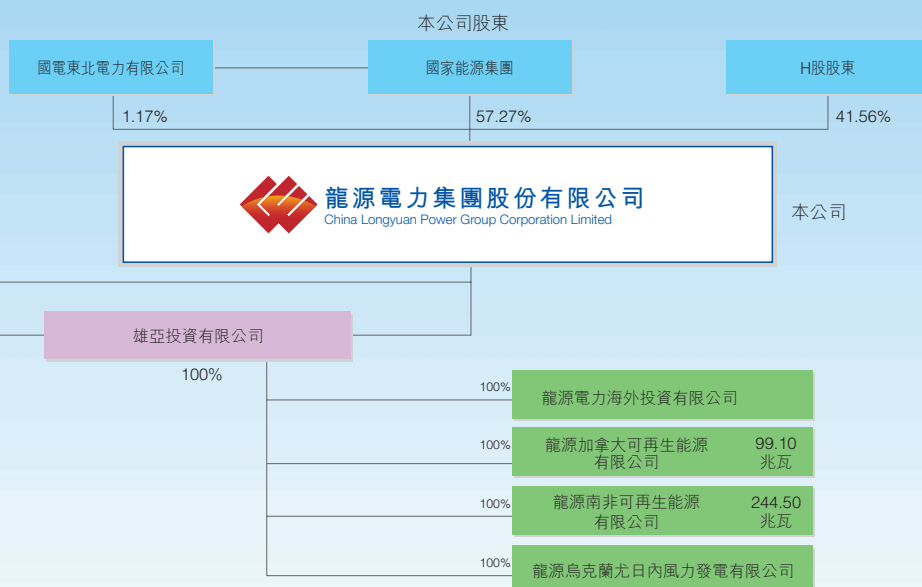 本公司股東
國電東北電力有限公司
國家能源集團
H股股東
1.17%
57.27%
41.56%
龍源電力集團股份有限公司
China Longyuan Power Group Corporation Limited
本公司
雄亞投資有限公司
100%
100%
龍源電力海外投資有限公司
100%
龍源加拿大可再生能源
有限公司
99.10
兆瓦
100%
龍源南非可再生能源
有限公司
244.50
兆瓦
100%
龍源烏克蘭尤日內風力發電有限公司